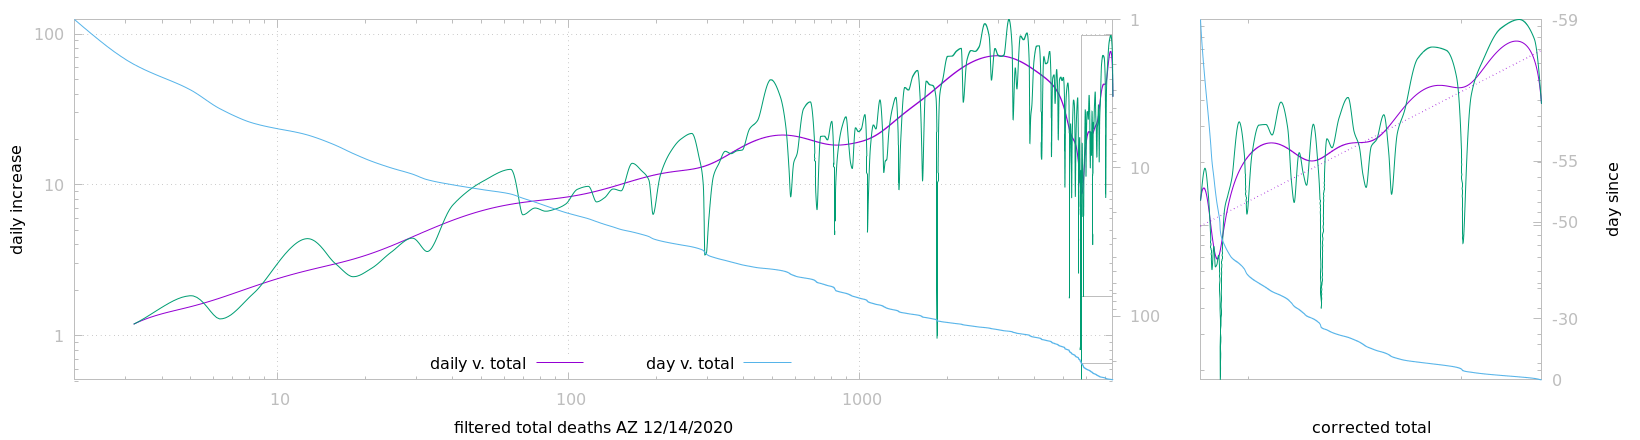 100
10
1
daily increase
10
100
1000
filtered total deaths AZ 12/14/2020
daily v. total
day v. total
1
10
100
-59
-55
-50
-30
0
day since
corrected total